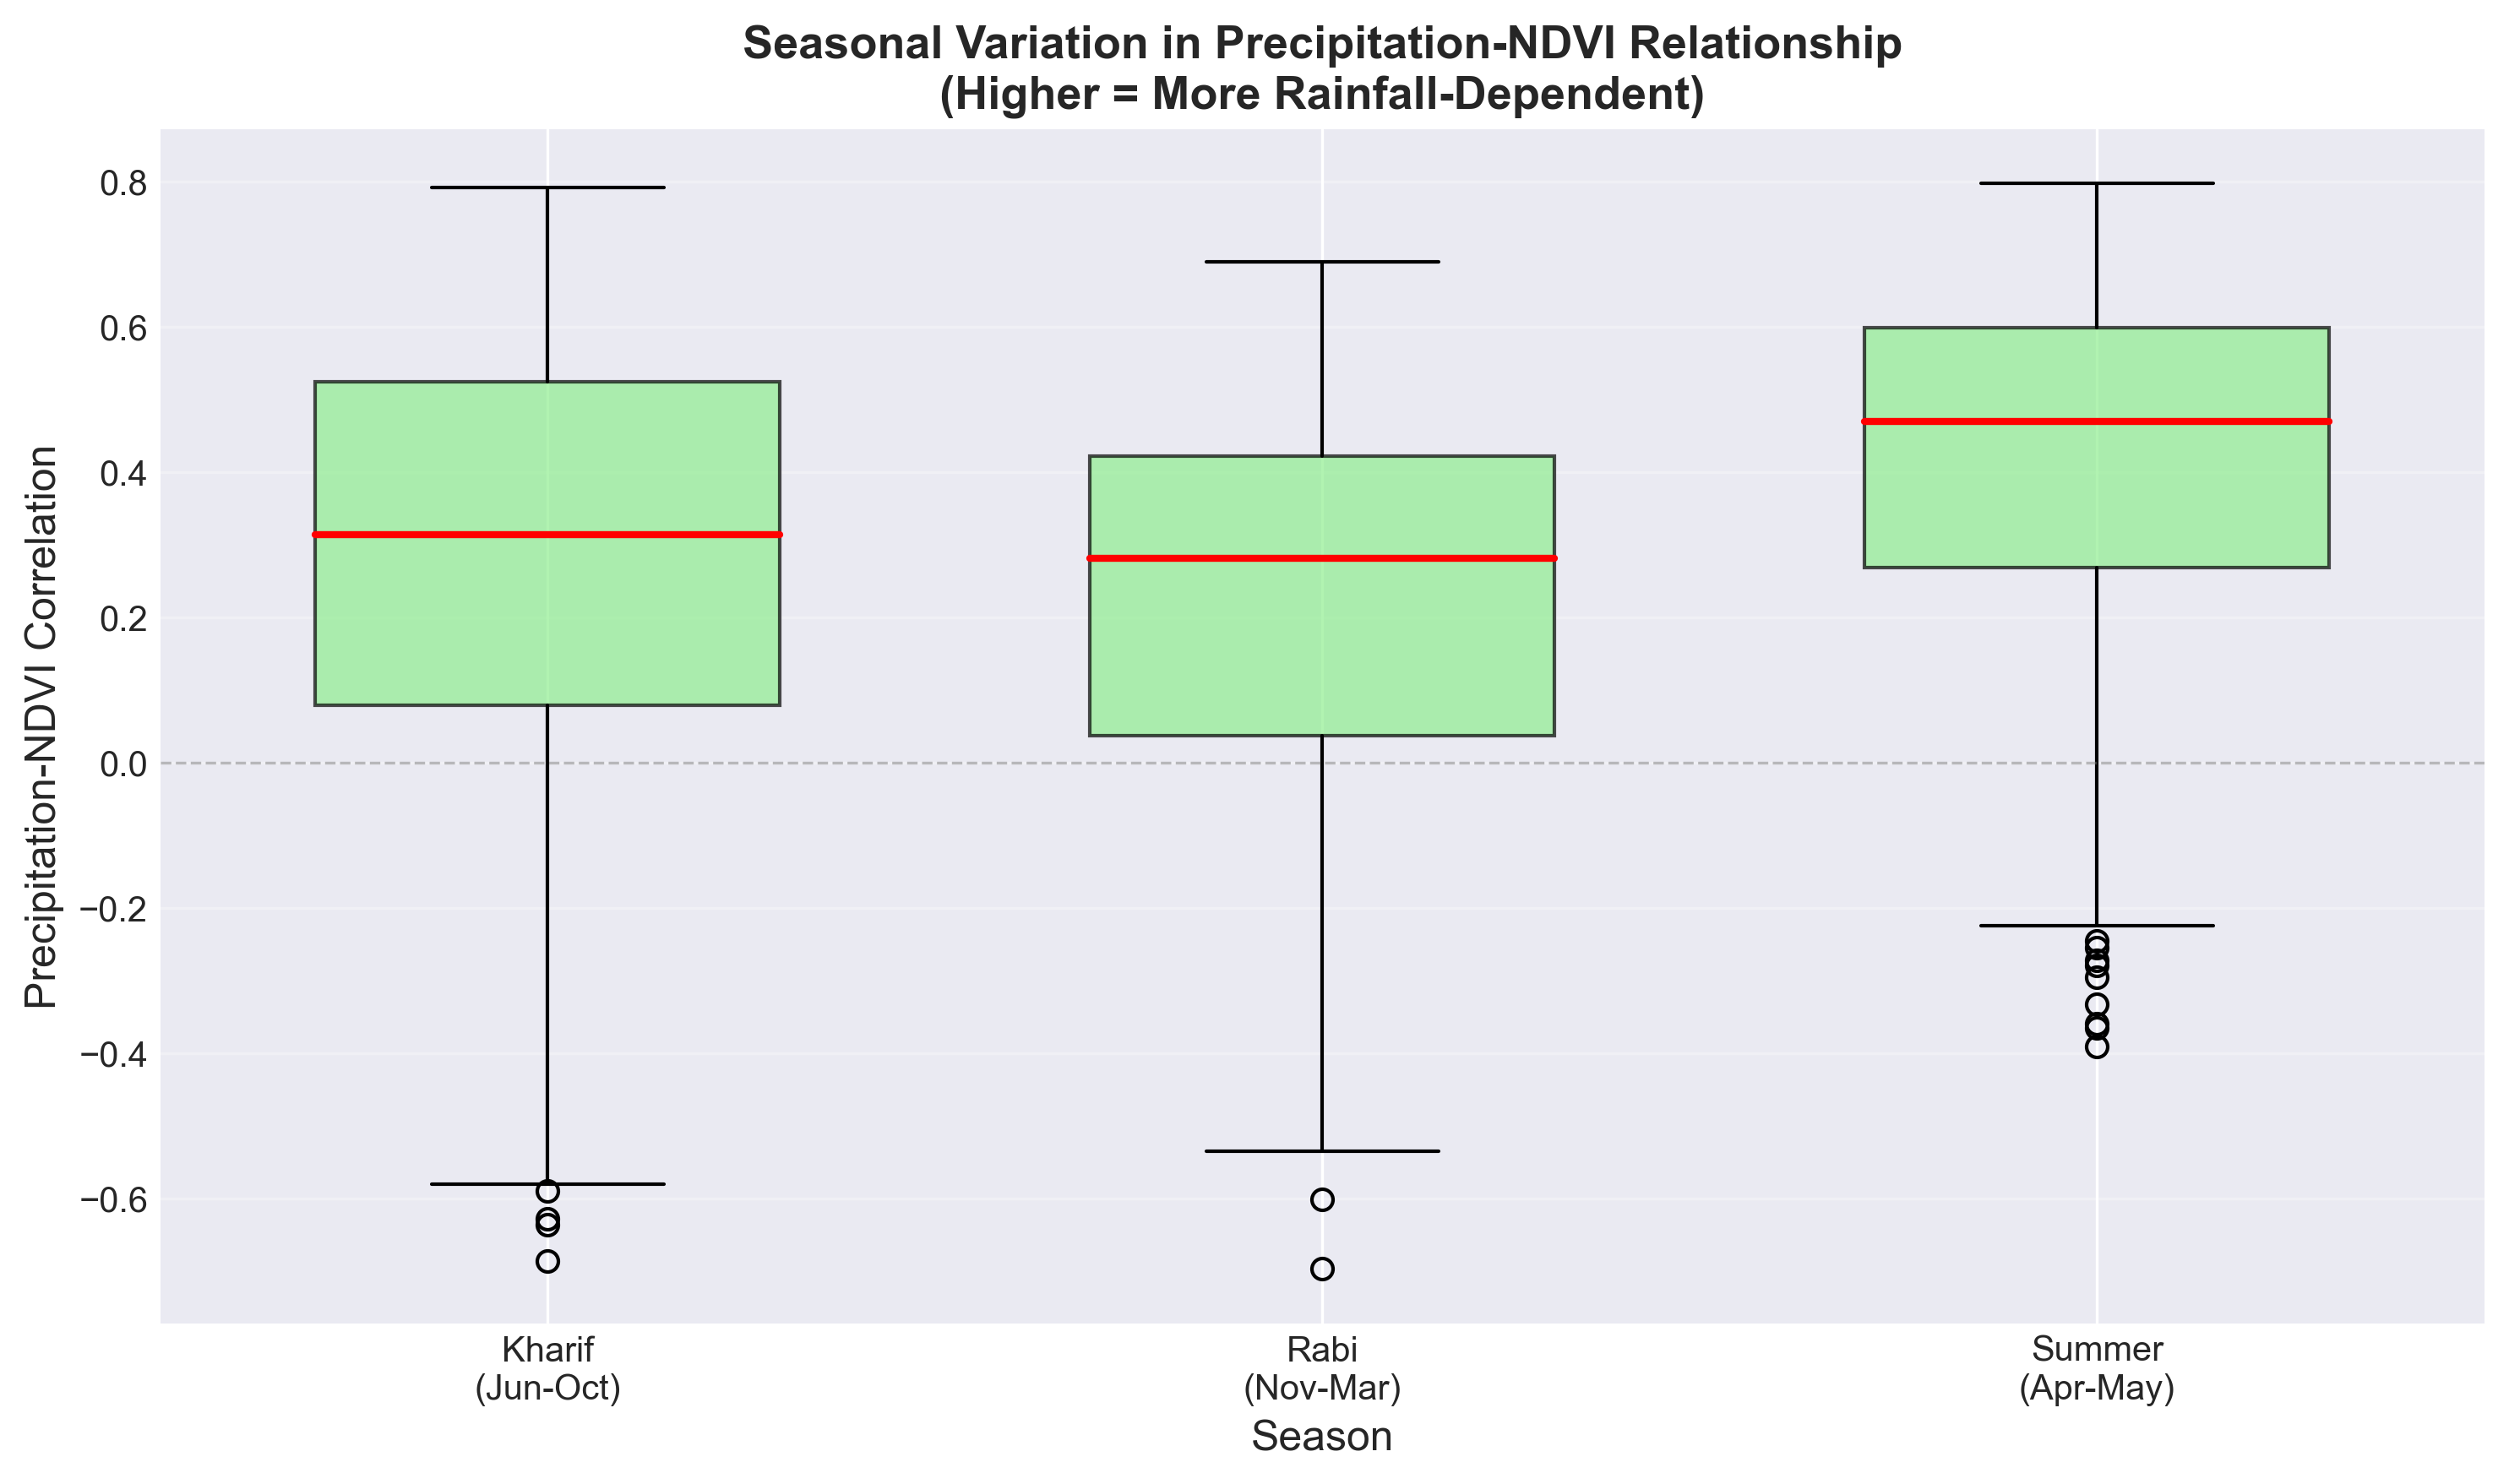 Seasonal Variation in Precipitation-NDVI Relationship
(Higher = More Rainfall-Dependent)
Precipitation-NDVI Correlation
0.8
0.6
0.4
0.2
0.0
−0.2
−0.4
−0.6
Kharif
(Jun-Oct)
Rabi
(Nov-Mar)
Summer
(Apr-May)
Season